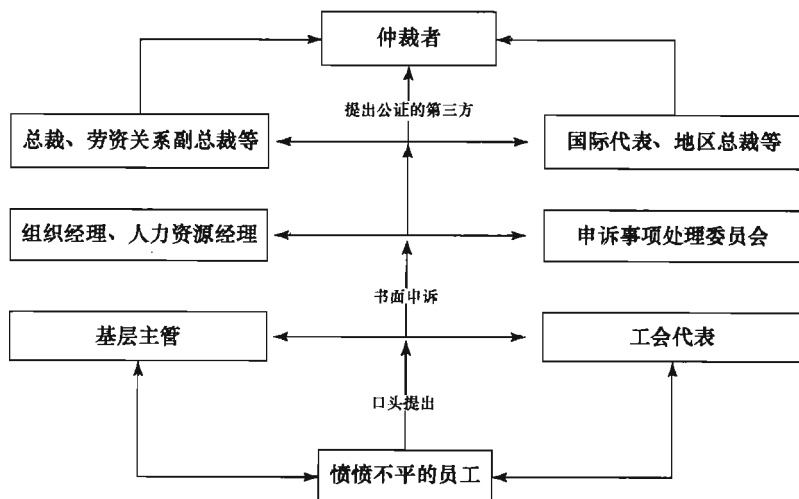 仲裁者
提出公证的第三方
总裁、劳资关系副总裁等
国际代表、地区总裁等
组织经理、人力资源经理
申诉事项处理委员会
书面申诉
基层主管
工会代表
口头提出
愤愤不平的员工